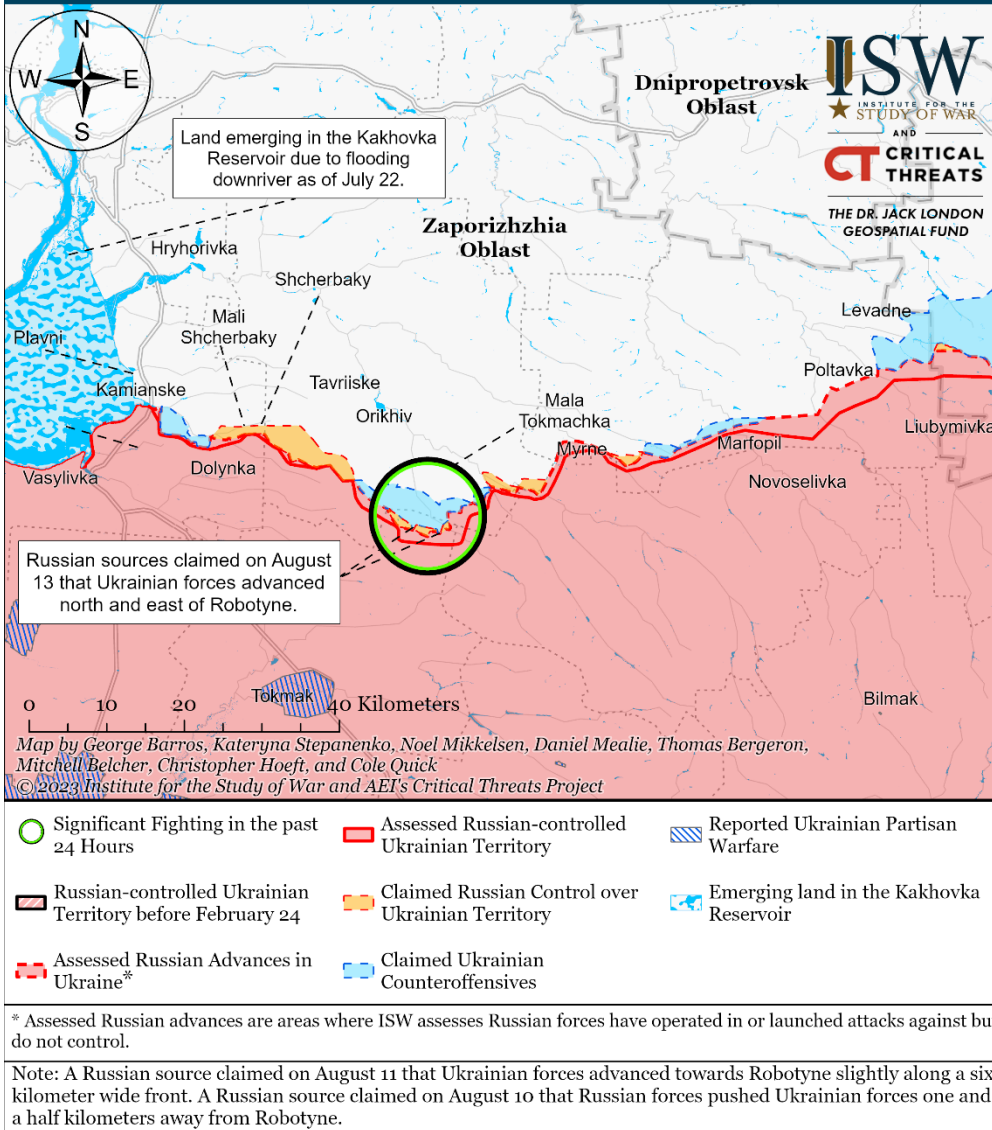 N
W E
S
ISW
INSTITUTE FOR THE
STUDY OF WAR
AND
CT CRITICAL
THREATS
THE DR. JACK LONDON
GEOSPATIAL FUND
Dnipropetrovsk
Oblast
Land emerging in the Kakhovka
Reservoir due to flooding
downriver as of July 22.
Zaporizhzhia
Oblast
Hryhorivka
Shcherbaky
Mali
Shcherbaky
Levadne
Plavni
Kamianske
Tavriiske
Orikhiv
Mala
Tokmachka
Poltavka
Myrne
Marfopil
Liubymivka
Vasylivka
Dolynka
Novoselivka
Russian sources claimed on August
13 that Ukrainian forces advanced
north and east of Robotyne.
Tokmak
Bilmak
0 10 20 40 Kilometers
Map by George Barros, Kateryna Stepanenko, Noel Mikkelsen, Daniel Mealie, Thomas Bergeron,
Mitchell Belcher, Christopher Hoeft, and Cole Quick
© 2023 Institute for the Study of War and AEI's Critical Threats Project
Significant Fighting in the past
24 Hours
Russian-controlled Ukrainian
Territory before February 24
Assessed Russian Advances in
Ukraine*
Assessed Russian-controlled
Ukrainian Territory
Claimed Russian Control over
Ukrainian Territory
Claimed Ukrainian
Counteroffensives
Reported Ukrainian Partisan
Warfare
Emerging land in the Kakhovka
Reservoir
* Assessed Russian advances are areas where ISW assesses Russian forces have operated in or launched attacks against bu
do not control.
Note: A Russian source claimed on August 11 that Ukrainian forces advanced towards Robotyne slightly along a six
kilometer wide front. A Russian source claimed on August 10 that Russian forces pushed Ukrainian forces one and
a half kilometers away from Robotyne.